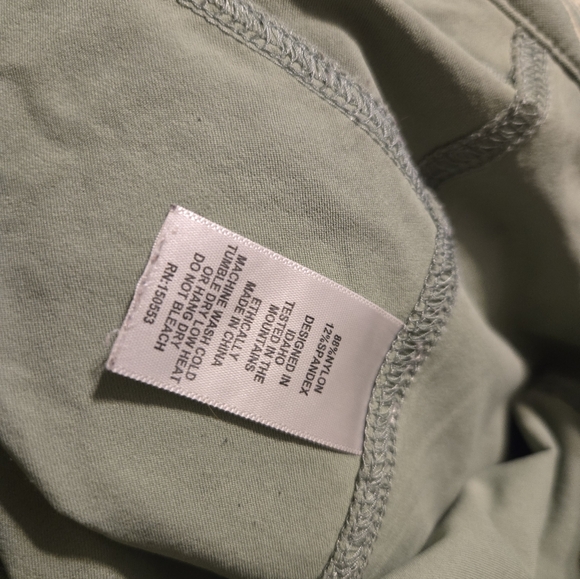 88%NYLON
12%SPANDEX
DESIGNED IN
IDAHO
TESTED IN THE
MOUNTAINS
ETHICALLY
MADE IN CHINA
MACHINE WASH COLD
TUMBLE DRY LOW
OR HANG DRY
DO NOT BLEACH
RN:150553